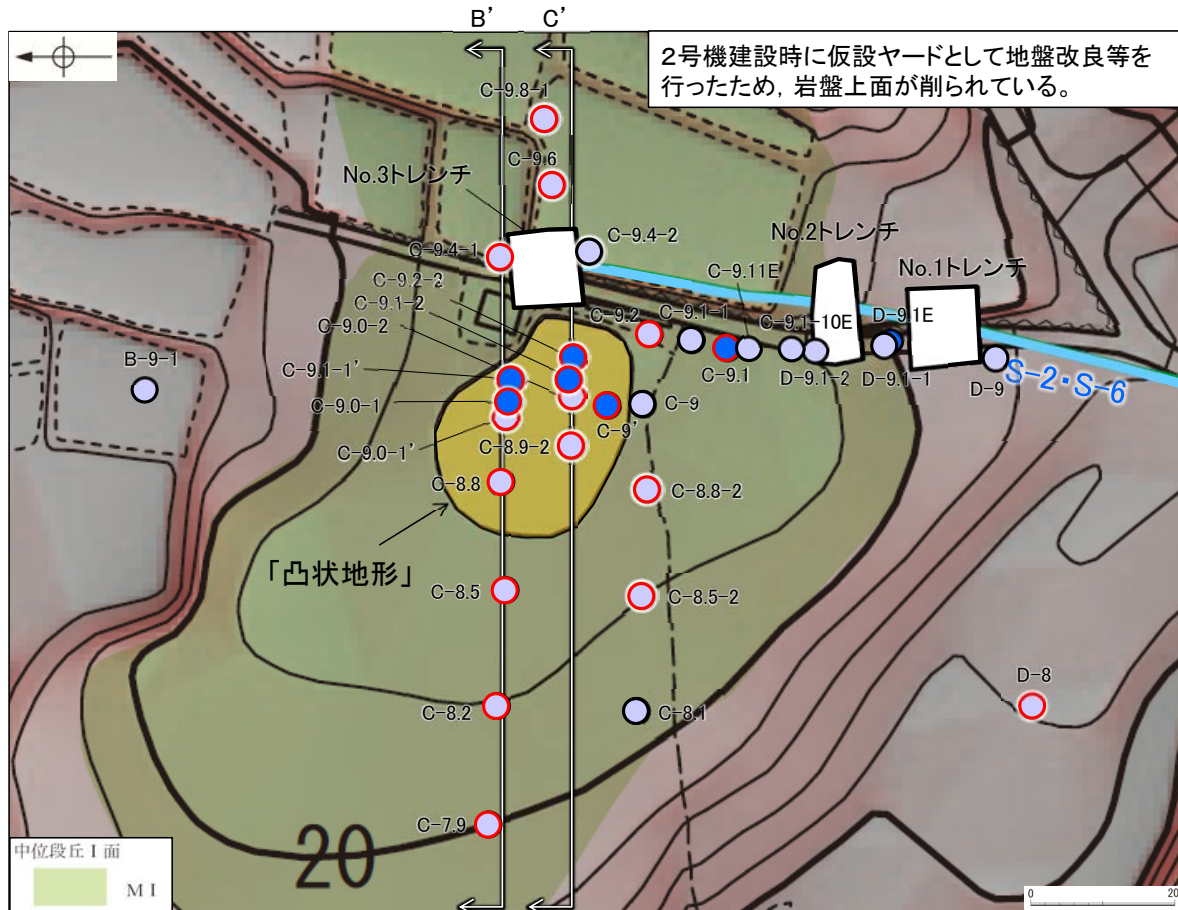 B’
C’
2号機建設時に仮設ヤードとして地盤改良等を
行ったため,岩盤上面が削られている。
C-9.8-1
C-9.6
No.3トレンチ
C-9.4-1
C-9.4-2
No.2トレンチ
C-9.2-2
C-9.11E
No.1トレンチ
C-9.1-2
C-9.2
C-9.1-1
C-9.1-10E
D-9.1E
C-9.0-2
B-9-1
C-9.1-1’
C-9.1
D-9.1-2
D-9.1-1
D-9
S-2・S-6
C-9.0-1
C-9
C-9’
C-9.0-1’
C-8.9-2
C-8.8
C-8.8-2
「凸状地形」
C-8.5
C-8.5-2
D-8
C-8.2
C-8.1
C-7.9
20
中位段丘Ⅰ面
MⅠ
0
20